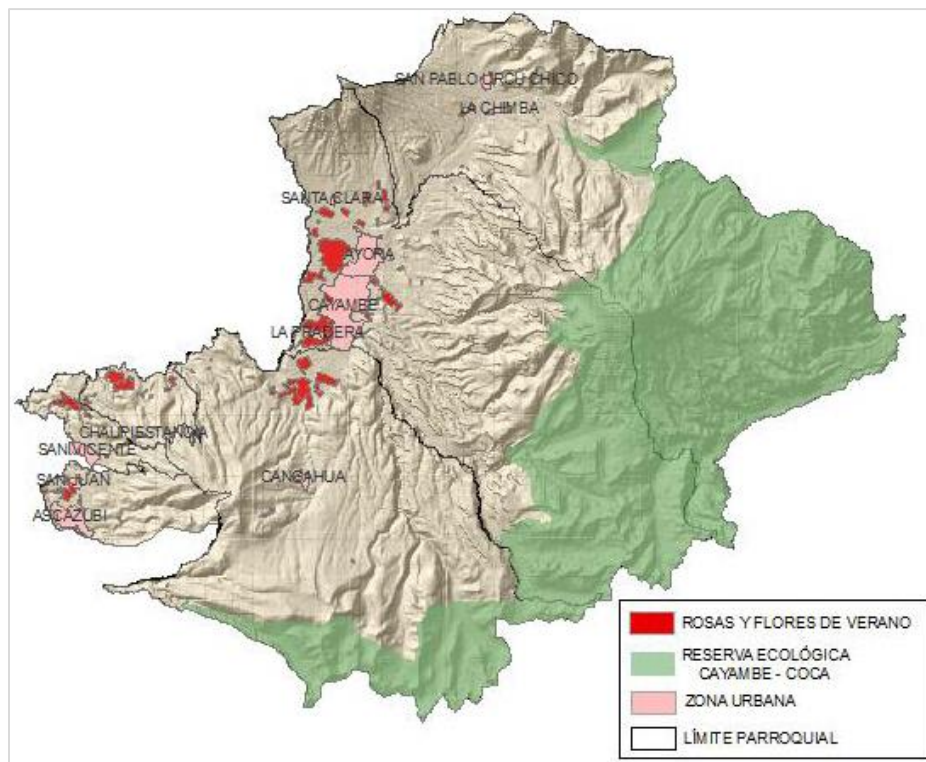 SAN PABLO URCU CHICO
LA CHIMBA
SANTA CLARA
AYORA
CAYAMBE
LA PRADERA
CHAUPIESTANCIA
SAN VICENTE
CANGAHUA
SAN JUAN
ASCAZUBI
ROSAS Y FLORES DE VERANO
RESERVA ECOLÓGICA
CAYAMBE - COCA
ZONA URBANA
LÍMITE PARROQUIAL